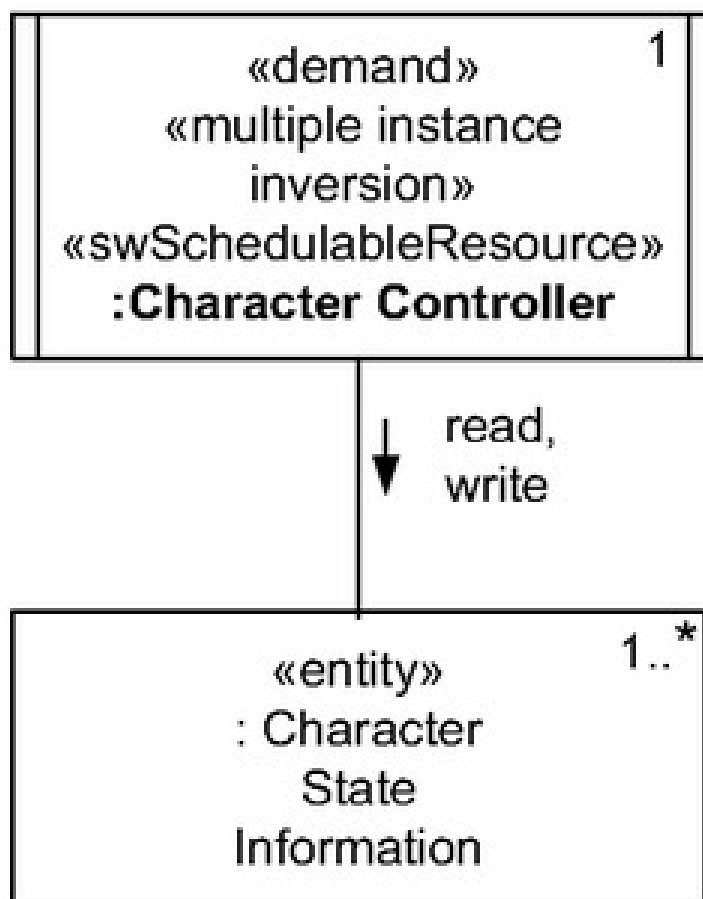 1
«demand»
«multiple instance
inversion»
«swSchedulableResource»
:Character Controller
read,
write
1..*
«entity»
: Character
State
Information